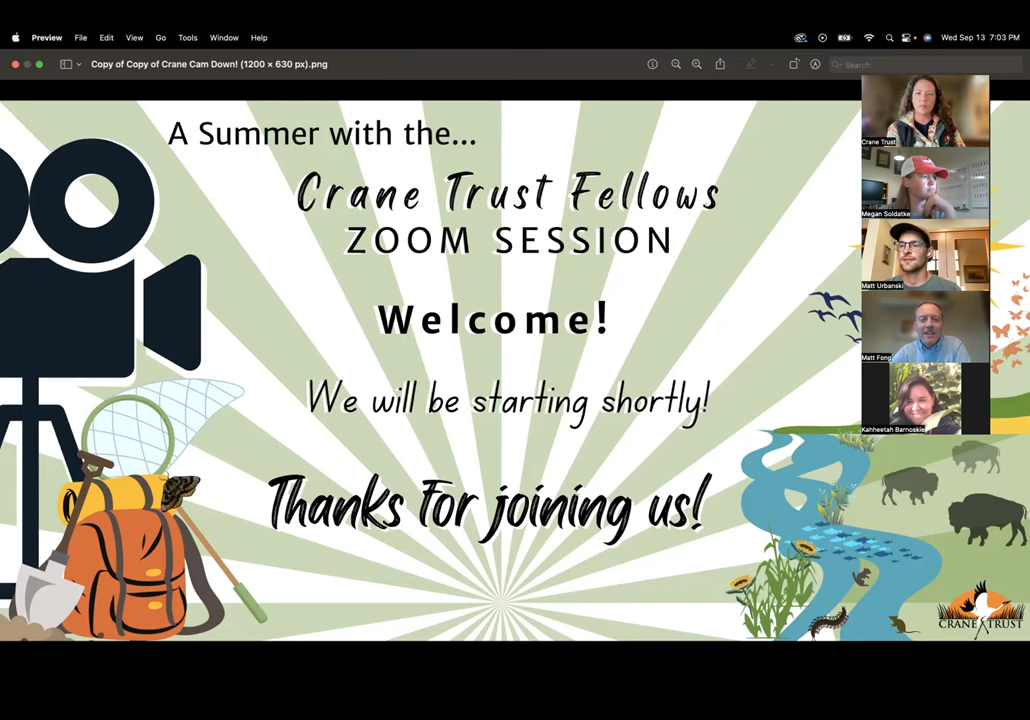 Preview File Edit View Go Tools Window Help Wed Sep 13 7:03 PM
Copy of Copy of Crane Cam Down! (1200 × 630 px).png Search
A Summer with the...
Crane Trust Fellows
ZOOM SESSION
Welcome!
We will be starting shortly!
Thanks for joining us!
Crane Trust
Megan Soldatke
Matt Urbanski
Matt Fong
Kahheetah Barnoskie
CRANE TRUST